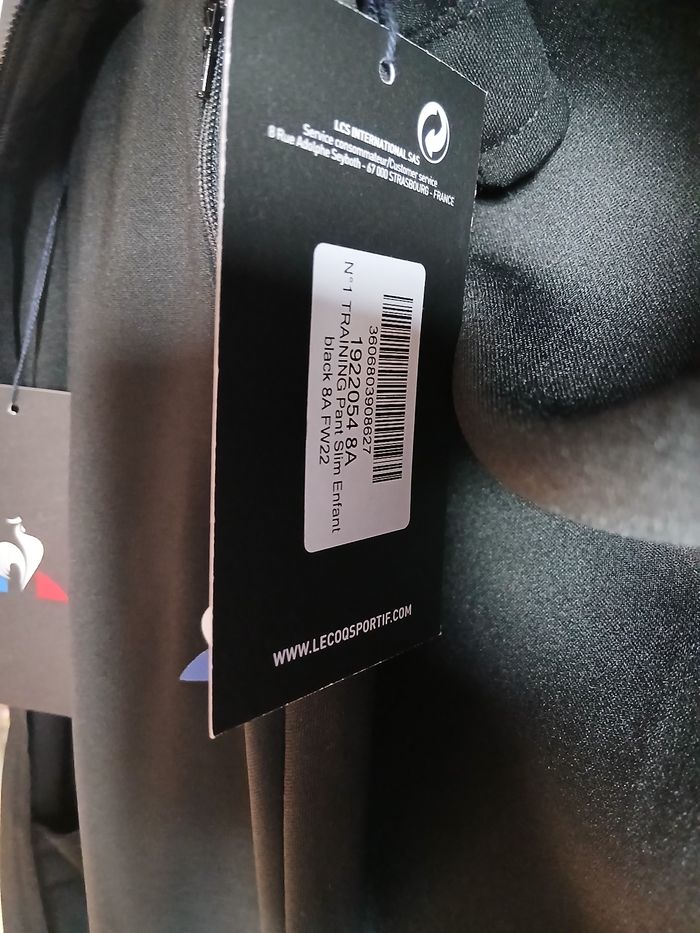 LCS INTERNATIONAL SAS
Service consommateur/Customer service
8 Rue Adolphe Seyboth - 67 000 STRASBOURG - FRANCE
3606803908627
1922054 8A
N°1 TRAINING Pant Slim Enfant
black 8A FW22
WWW.LECOQSPORTIF.COM